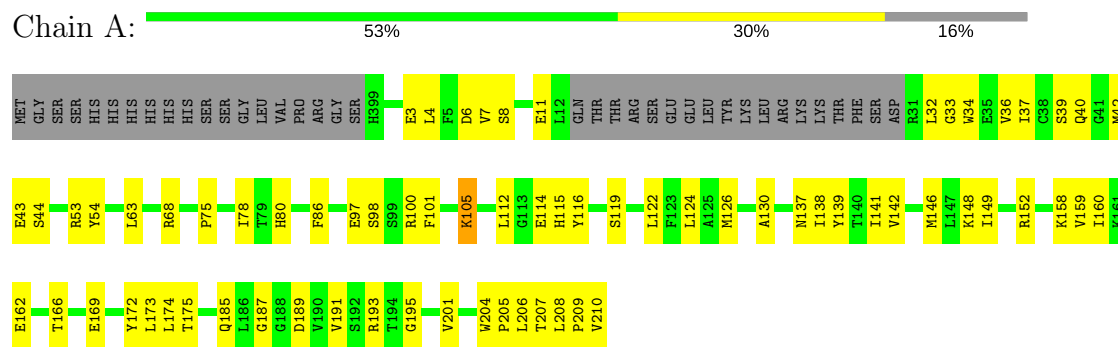 Chain A:
53% 30% 16%
MET GLY SER SER HIS HIS HIS HIS HIS HIS SER SER GLY LEU VAL PRO ARG GLY SER H399 E3 L4 F5 D6 V7 S8 E11 L12 GLN THR THR ARG SER GLU GLU LEU TYR LYS LEU ARG LYS LYS THR PHE SER ASP R31 L32 G33 W34 E35 V36 I37 C38 S39 Q40 G41 M42
E43 S44 R53 Y54 L63 R68 P75 I78 T79 H80 F86 E97 S98 S99 R100 F101 K105 L112 G113 E114 H115 Y116 S119 L122 F123 L124 A125 M126 A130 N137 I138 Y139 T140 I141 V142 M146 L147 K148 I149 R152 K158 V159 I160 K161
E162 T166 E169 Y172 L173 L174 T175 Q185 L186 G187 G188 D189 V190 V191 S192 R193 T194 G195 V201 W204 P205 L206 T207 L208 P209 V210